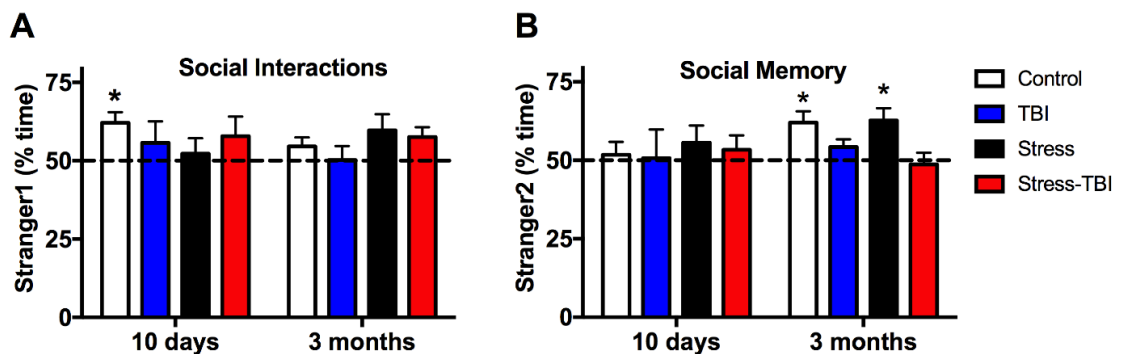 A
Social Interactions
Stranger1 (% time)
75
50
25
0
*
10 days
3 months
B
Social Memory
Stranger2 (% time)
75
50
25
0
*
*
10 days
3 months
Control
TBI
Stress
Stress-TBI